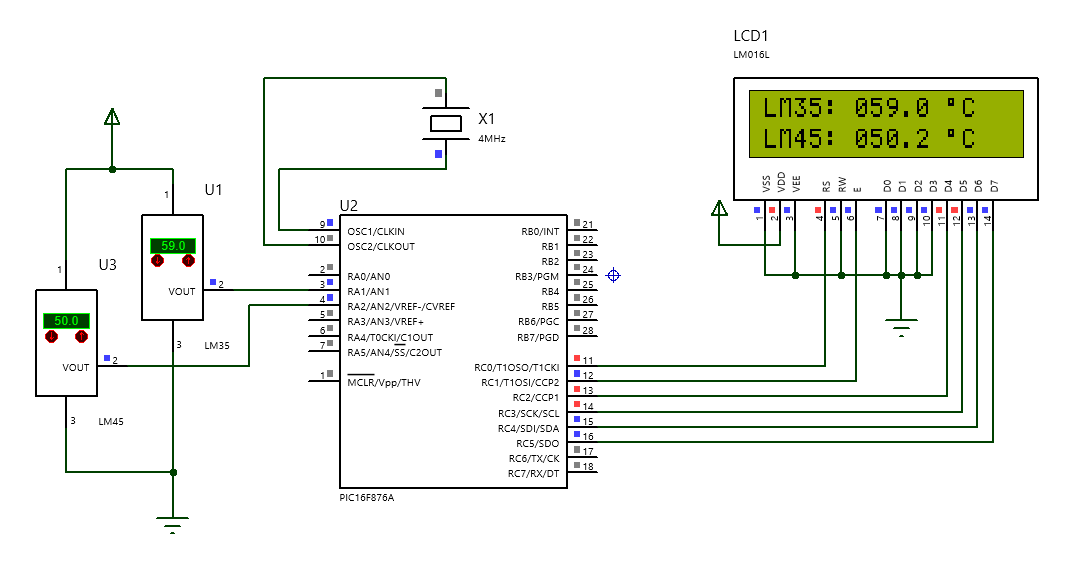 LCD1
LM016L
LM35: 059.0 °C
LM45: 050.2 °C
VSS VDD VEE RS RW E D0 D1 D2 D3 D4 D5 D6 D7
1 2 3 4 5 6 7 8 9 10 11 12 13 14
X1
4MHz
U1
1
59.0
VOUT
2
3
LM35
U3
1
50.0
VOUT
2
3
LM45
U2
9 OSC1/CLKIN
10 OSC2/CLKOUT
2 RA0/AN0
3 RA1/AN1
4 RA2/AN2/VREF-/CVREF
5 RA3/AN3/VREF+
6 RA4/T0CKI/C1OUT
7 RA5/AN4/SS/C2OUT
1 MCLR/Vpp/THV
RB0/INT 21
RB1 22
RB2 23
RB3/PGM 24
RB4 25
RB5 26
RB6/PGC 27
RB7/PGD 28
RC0/T1OSO/T1CKI 11
RC1/T1OSI/CCP2 12
RC2/CCP1 13
RC3/SCK/SCL 14
RC4/SDI/SDA 15
RC5/SDO 16
RC6/TX/CK 17
RC7/RX/DT 18
PIC16F876A